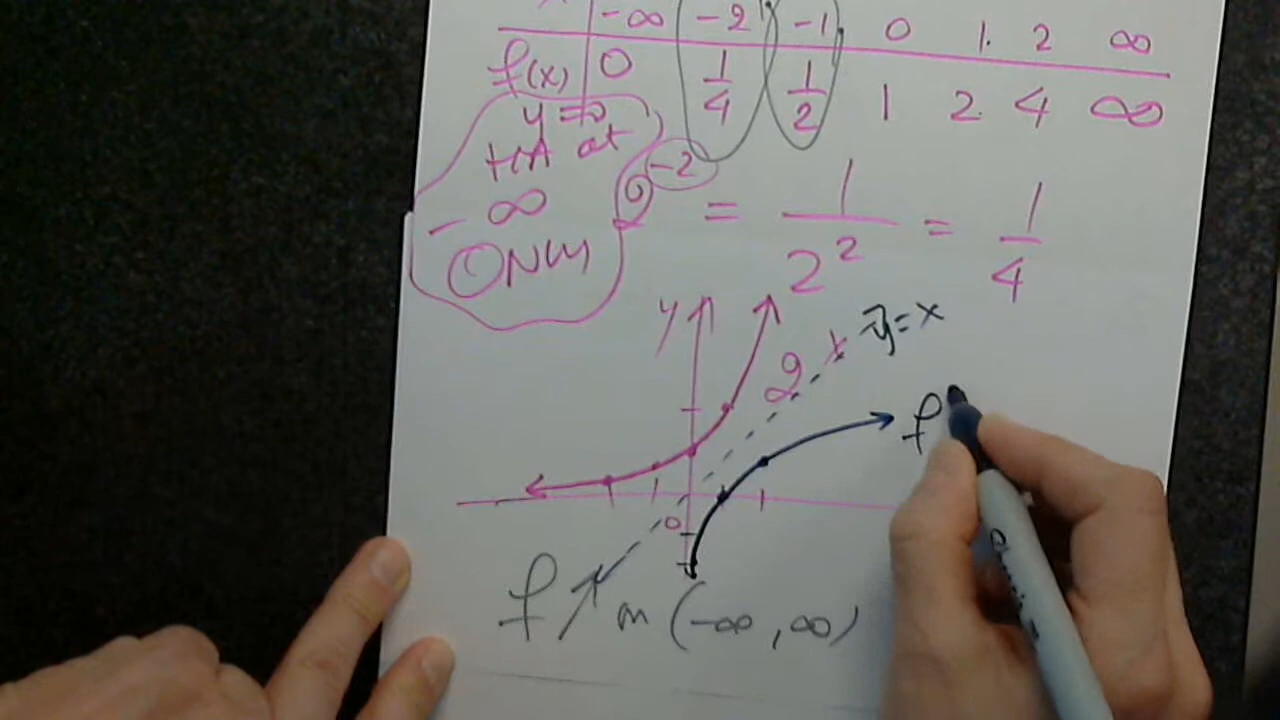 -∞ -2 -1 0 1 2 ∞
f(x) 0 1/4 1/2 1 2 4 ∞
y=0
HA at
-∞
ONLY
2^-2 = 1/2^2 = 1/4
y
2^x
y=x
f
0
f ↗ on (-∞, ∞)